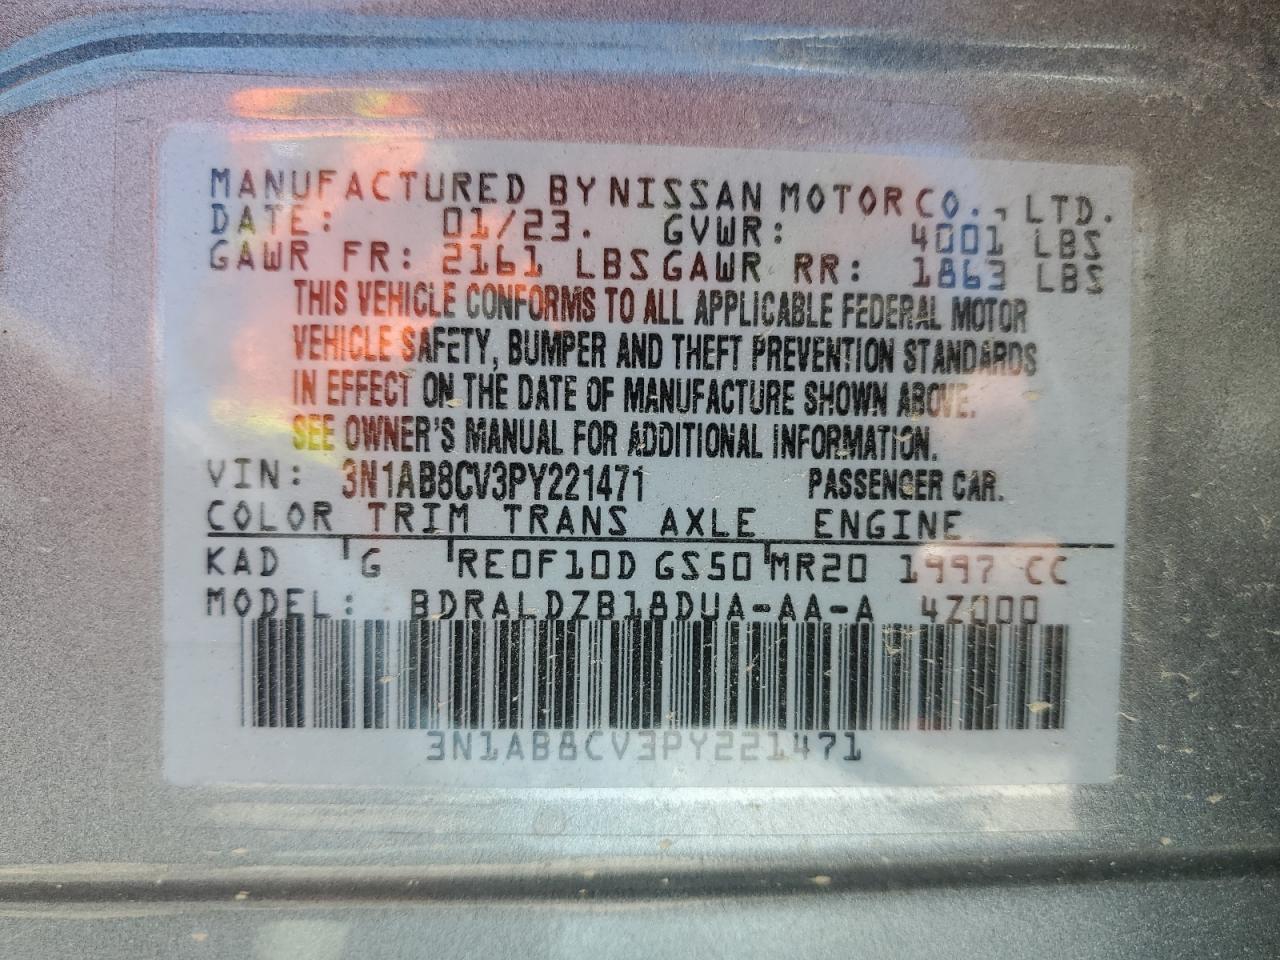 MANUFACTURED BY NISSAN MOTOR CO., LTD.
DATE: 01/23. GVWR: 4001 LBS
GAWR FR: 2161 LBS GAWR RR: 1863 LBS
THIS VEHICLE CONFORMS TO ALL APPLICABLE FEDERAL MOTOR
VEHICLE SAFETY, BUMPER AND THEFT PREVENTION STANDARDS
IN EFFECT ON THE DATE OF MANUFACTURE SHOWN ABOVE.
SEE OWNER'S MANUAL FOR ADDITIONAL INFORMATION.
VIN: 3N1AB8CV3PY221471 PASSENGER CAR.
COLOR TRIM TRANS AXLE ENGINE
KAD G RE0F10D GS50 MR20 1997 CC
MODEL: BDRALDZB18DUA-AA-A 4Z000
3N1AB8CV3PY221471